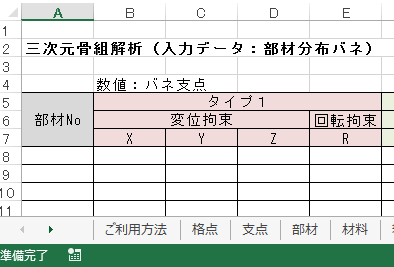 A B C D E
1
2 三次元骨組解析（入力データ：部材分布バネ）
3
4 数値：バネ支点
5 部材No タイプ１
6 変位拘束 回転拘束
7 X Y Z R
8
9
10
11
ご利用方法 格点 支点 部材 材料
準備完了